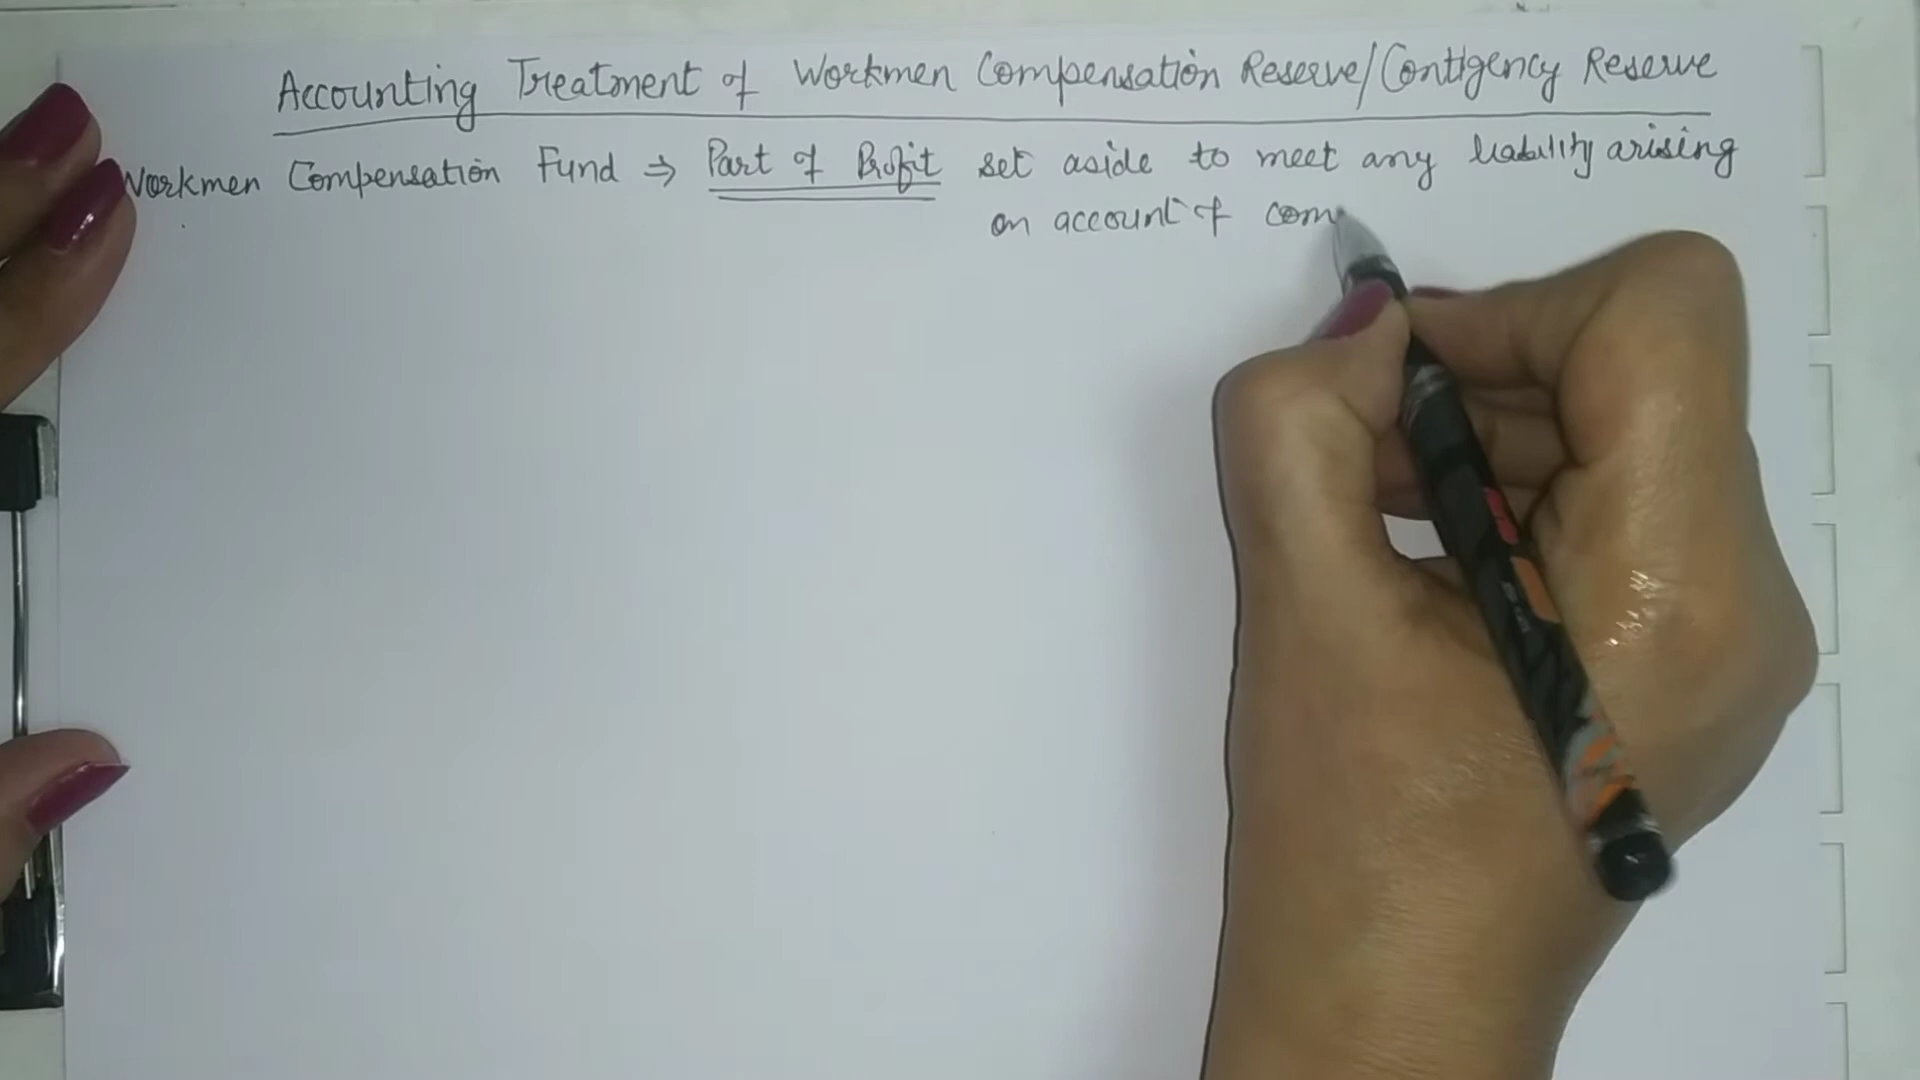 Accounting Treatment of Workmen Compensation Reserve/Contigency Reserve
Workmen Compensation Fund ⇒ Part of Profit set aside to meet any liability arising
on account of com